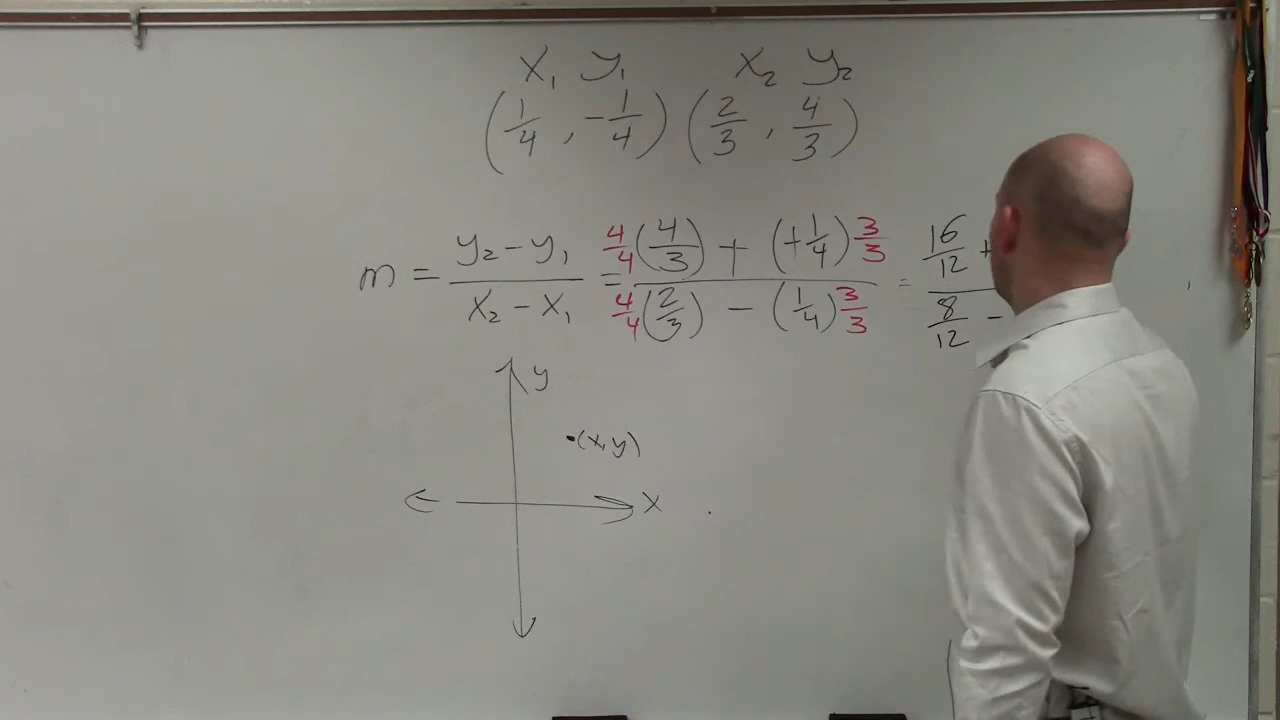 x₁ y₁ x₂ y₂
(1/4, -1/4) (2/3, 4/3)
m = (y₂ - y₁)/(x₂ - x₁) = (4/4(4/3) + (+1/4)3/3)/(4/4(2/3) - (1/4)3/3) = (16/12 +)/(8/12 -)
y
(x, y)
x